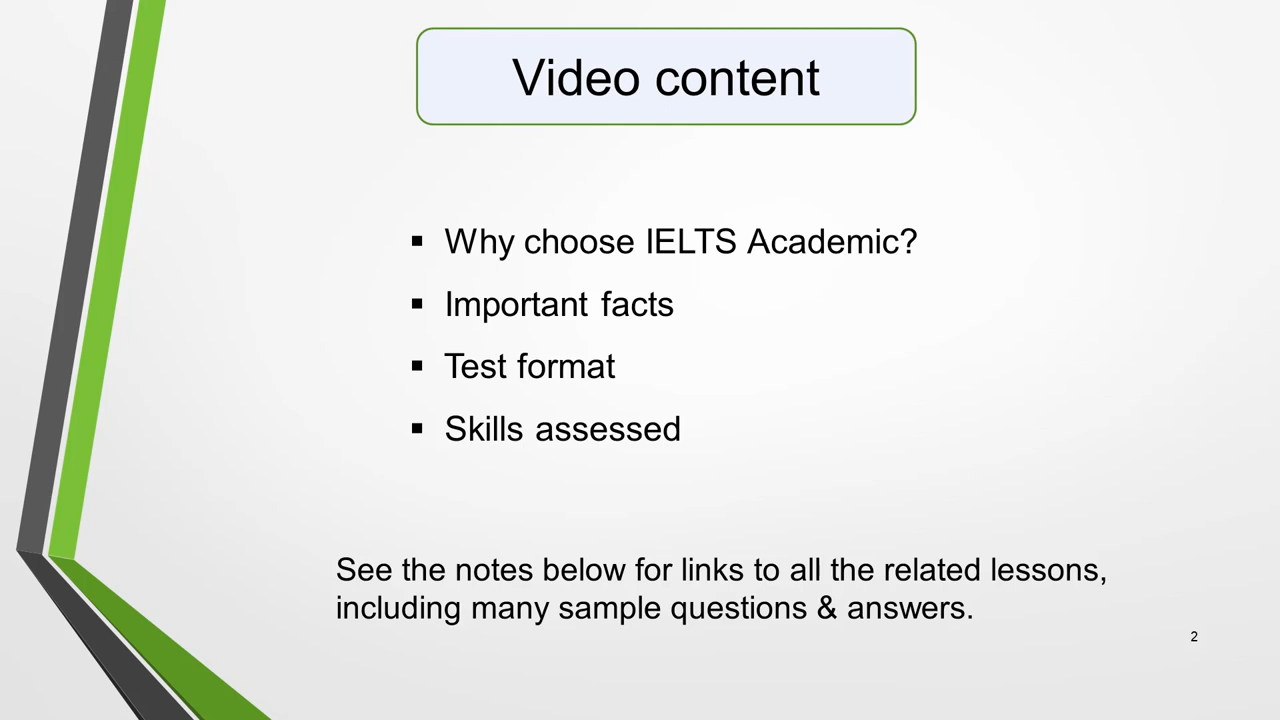 Video content
▪ Why choose IELTS Academic?
▪ Important facts
▪ Test format
▪ Skills assessed
See the notes below for links to all the related lessons,
including many sample questions & answers.
2